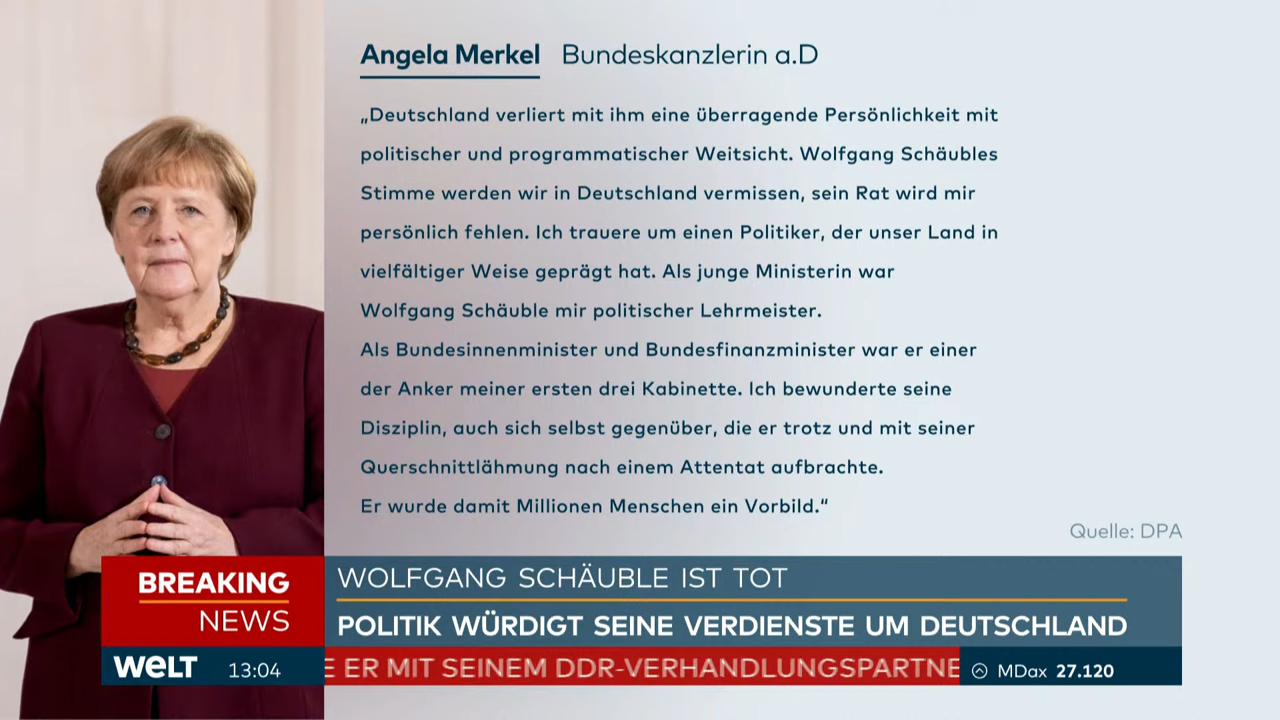 Angela Merkel Bundeskanzlerin a.D
„Deutschland verliert mit ihm eine überragende Persönlichkeit mit
politischer und programmatischer Weitsicht. Wolfgang Schäubles
Stimme werden wir in Deutschland vermissen, sein Rat wird mir
persönlich fehlen. Ich trauere um einen Politiker, der unser Land in
vielfältiger Weise geprägt hat. Als junge Ministerin war
Wolfgang Schäuble mir politischer Lehrmeister.
Als Bundesinnenminister und Bundesfinanzminister war er einer
der Anker meiner ersten drei Kabinette. Ich bewunderte seine
Disziplin, auch sich selbst gegenüber, die er trotz und mit seiner
Querschnittlähmung nach einem Attentat aufbrachte.
Er wurde damit Millionen Menschen ein Vorbild.“
Quelle: DPA
BREAKING
NEWS
WOLFGANG SCHÄUBLE IST TOT
POLITIK WÜRDIGT SEINE VERDIENSTE UM DEUTSCHLAND
WELT 13:04 E ER MIT SEINEM DDR-VERHANDLUNGSPARTNE MDax 27.120